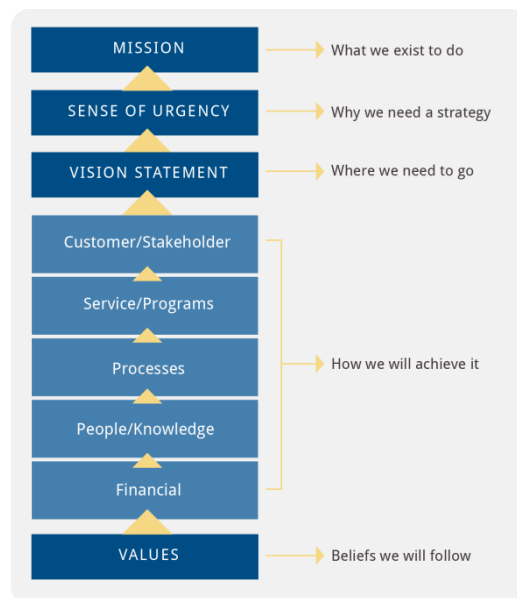 MISSION
What we exist to do
SENSE OF URGENCY
Why we need a strategy
VISION STATEMENT
Where we need to go
Customer/Stakeholder
Service/Programs
Processes
How we will achieve it
People/Knowledge
Financial
VALUES
Beliefs we will follow